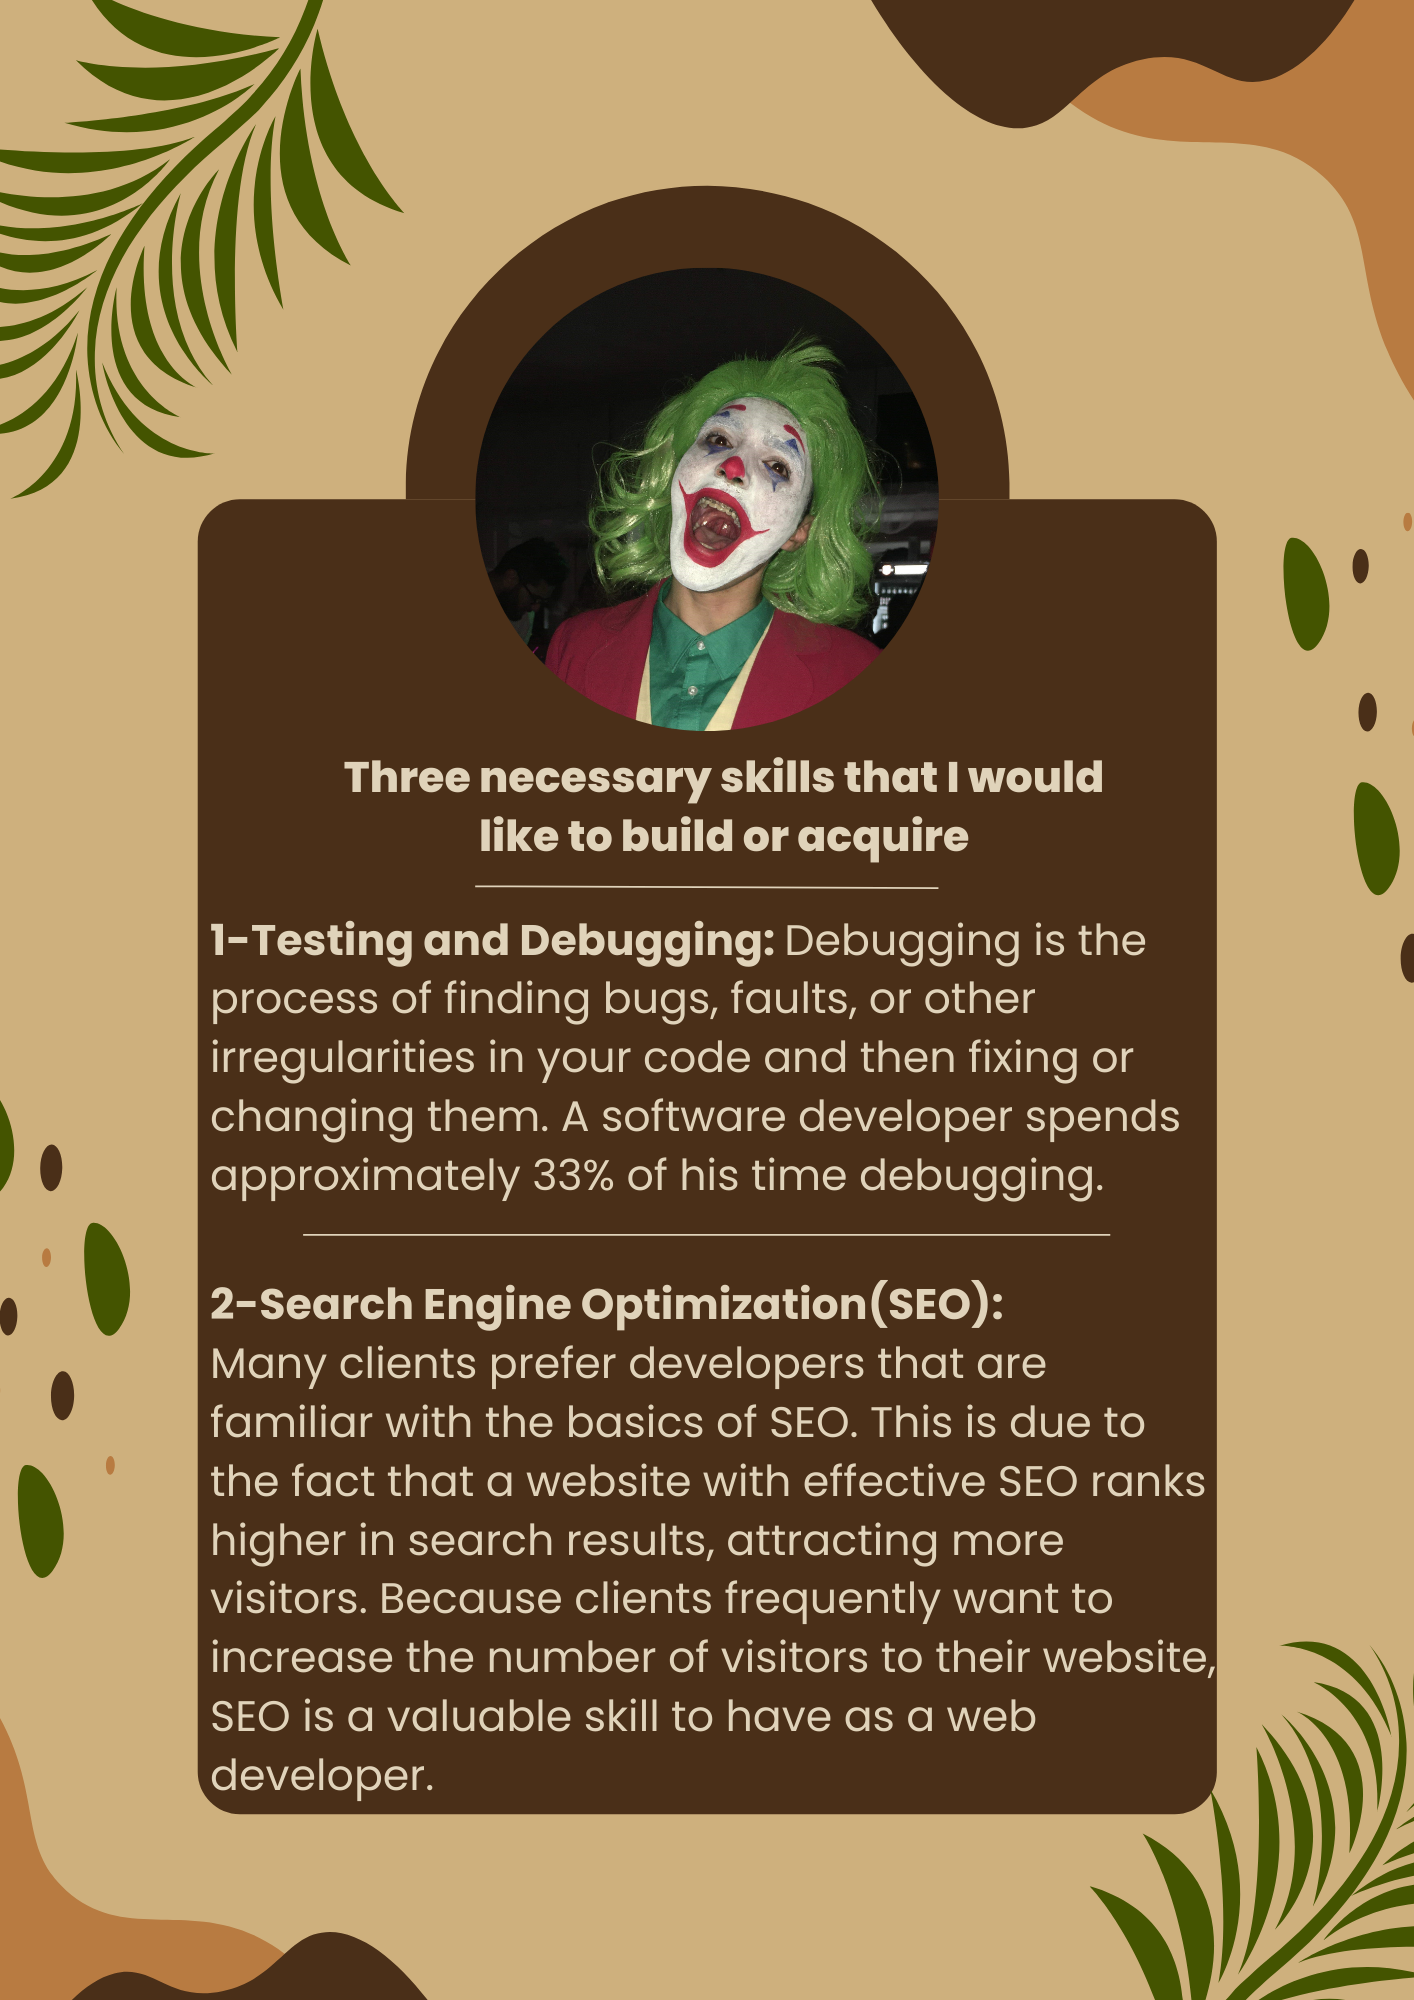 Three necessary skills that I would
like to build or acquire
1-Testing and Debugging: Debugging is the
process of finding bugs, faults, or other
irregularities in your code and then fixing or
changing them. A software developer spends
approximately 33% of his time debugging.
2-Search Engine Optimization(SEO):
Many clients prefer developers that are
familiar with the basics of SEO. This is due to
the fact that a website with effective SEO ranks
higher in search results, attracting more
visitors. Because clients frequently want to
increase the number of visitors to their website,
SEO is a valuable skill to have as a web
developer.